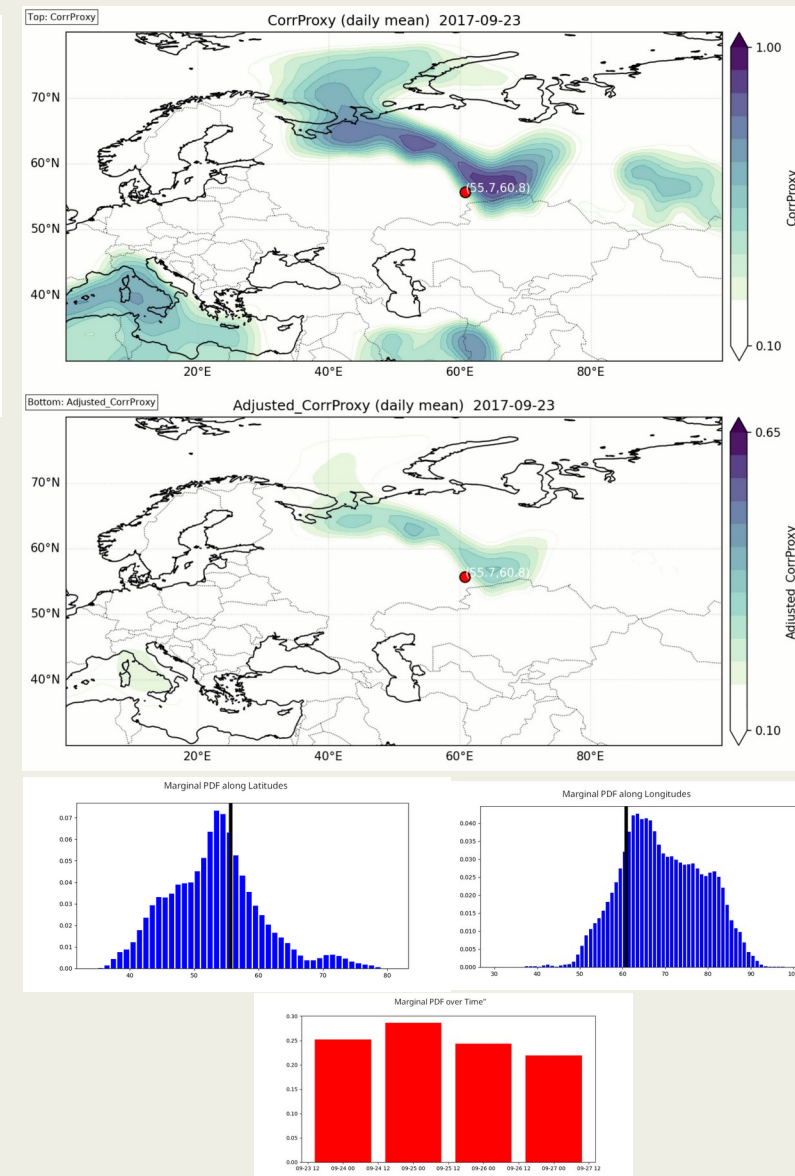 Top: CorrProxy
CorrProxy (daily mean)  2017-09-23
70°N
60°N
50°N
40°N
20°E
40°E
60°E
80°E
(55.7,60.8)
1.00
0.10
CorrProxy
Bottom: Adjusted_CorrProxy
Adjusted_CorrProxy (daily mean)  2017-09-23
70°N
60°N
50°N
40°N
20°E
40°E
60°E
80°E
(55.7,60.8)
0.65
0.10
Adjusted_CorrProxy
Marginal PDF along Latitudes
0.07
0.06
0.05
0.04
0.03
0.02
0.01
0.00
40
50
60
70
80
Marginal PDF along Longitudes
0.040
0.035
0.030
0.025
0.020
0.015
0.010
0.005
0.000
30
40
50
60
70
80
90
Marginal PDF over Time"
0.30
0.25
0.20
0.15
0.10
0.05
0.00
09-23 12
09-24 00
09-24 12
09-25 00
09-25 12
09-26 00
09-26 12
09-27 00
09-27 12